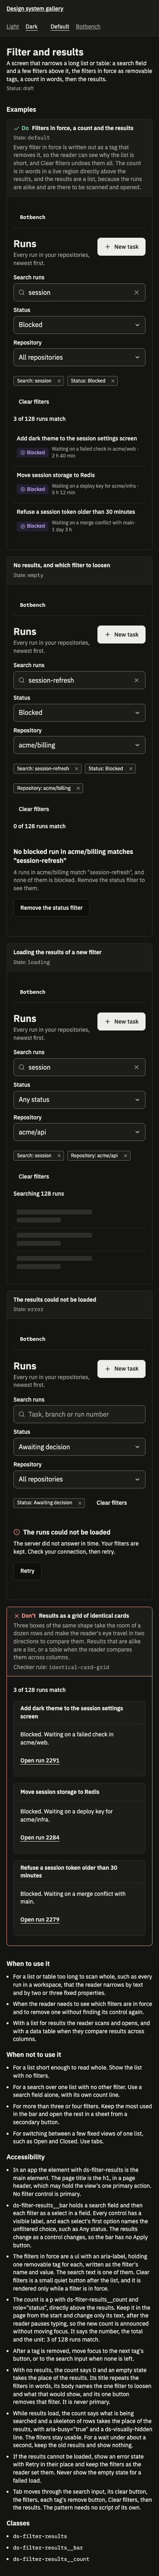 Design system gallery
Light Dark Default Botbench
Filter and results
A screen that narrows a long list or table: a search field
and a few filters above it, the filters in force as removable
tags, a count in words, then the results.
Status: draft
Examples
Do Filters in force, a count and the results
State: default
Every filter in force is written out as a tag that
removes it, so the reader can see why the list is
short, and Clear filters undoes them all. The count
is in words in a live region directly above the
results, and the results are a list, because the runs
are alike and are to be scanned and opened.
Botbench
Runs
Every run in your repositories,
newest first.
New task
Search runs
session
Status
Blocked
Repository
All repositories
Search: session
Status: Blocked
Clear filters
3 of 128 runs match
Add dark theme to the session settings screen
Blocked
Waiting on a failed check in acme/web ·
2 h 40 min
Move session storage to Redis
Blocked
Waiting on a deploy key for acme/infra ·
5 h 12 min
Refuse a session token older than 30 minutes
Blocked
Waiting on a merge conflict with main ·
1 day 3 h
No results, and which filter to loosen
State: empty
Botbench
Runs
Every run in your repositories,
newest first.
New task
Search runs
session-refresh
Status
Blocked
Repository
acme/billing
Search: session-refresh
Status: Blocked
Repository: acme/billing
Clear filters
0 of 128 runs match
No blocked run in acme/billing matches
"session-refresh"
4 runs in acme/billing match "session-refresh", and
none of them is blocked. Remove the status filter to
see them.
Remove the status filter
Loading the results of a new filter
State: loading
Botbench
Runs
Every run in your repositories,
newest first.
New task
Search runs
session
Status
Any status
Repository
acme/api
Search: session
Repository: acme/api
Clear filters
Searching 128 runs
The results could not be loaded
State: error
Botbench
Runs
Every run in your repositories,
newest first.
New task
Search runs
Task, branch or run number
Status
Awaiting decision
Repository
All repositories
Status: Awaiting decision
Clear filters
The runs could not be loaded
The server did not answer in time. Your filters are
kept. Check your connection, then retry.
Retry
Don't Results as a grid of identical cards
Three boxes of the same shape take the room of a
dozen rows and make the reader's eye travel in two
directions to compare them. Results that are alike
are a list, or a table where the reader compares
them across columns.
Checker rule: identical-card-grid
3 of 128 runs match
Add dark theme to the session settings
screen
Blocked. Waiting on a failed check in
acme/web.
Open run 2291
Move session storage to Redis
Blocked. Waiting on a deploy key for
acme/infra.
Open run 2284
Refuse a session token older than 30
minutes
Blocked. Waiting on a merge conflict with
main.
Open run 2279
When to use it
For a list or table too long to scan whole, such as every
run in a workspace, that the reader narrows by text
and by two or three fixed properties.
When the reader needs to see which filters are in force
and to remove one without finding its control again.
With a list for results the reader scans and opens, and
with a data table when they compare results across
columns.
When not to use it
For a list short enough to read whole. Show the list
with no filters.
For a search over one list with no other filter. Use a
search field alone, with its own count line.
For more than three or four filters. Keep the most used
in the bar and open the rest in a sheet from a
secondary button.
For switching between a few fixed views of one list,
such as Open and Closed. Use tabs.
Accessibility
In an app the element with ds-filter-results is the
main element. The page title is the h1, in a page
header, which may hold the view's one primary action.
No filter control is primary.
ds-filter-results__bar holds a search field and then
each filter as a select in a field. Every control has a
visible label, and each select's first option names the
unfiltered choice, such as Any status. The results
change as a control changes, so the bar has no Apply
button.
The filters in force are a ul with an aria-label, holding
one removable tag for each, written as the filter's
name and value. The search text is one of them. Clear
filters is a small quiet button after the list, and it is
rendered only while a filter is in force.
The count is a p with ds-filter-results__count and
role="status", directly above the results. Keep it in the
page from the start and change only its text, after the
reader pauses typing, so the new count is announced
without moving focus. It says the number, the total
and the unit: 3 of 128 runs match.
After a tag is removed, move focus to the next tag's
button, or to the search input when none is left.
With no results, the count says 0 and an empty state
takes the place of the results. Its title repeats the
filters in words, its body names the one filter to loosen
and what that would show, and its one button
removes that filter. It is never primary.
While results load, the count says what is being
searched and a skeleton of rows takes the place of the
results, with aria-busy="true" and a ds-visually-hidden
line. The filters stay usable. For a wait under about a
second, keep the old results and show nothing.
If the results cannot be loaded, show an error state
with Retry in their place and keep the filters as the
reader set them. Never show the empty state for a
failed load.
Tab moves through the search input, its clear button,
the filters, each tag's remove button, Clear filters, then
the results. The pattern needs no script of its own.
Classes
ds-filter-results
ds-filter-results__bar
ds-filter-results__count